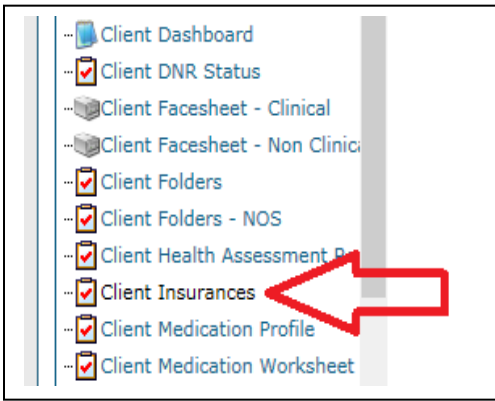 Client Dashboard
Client DNR Status
Client Facesheet - Clinical
Client Facesheet - Non
Client Folders
Client Folders - NOS
Client Health Assessment
Client Insurances
Client Medication Profile
Client Medication Worksheet